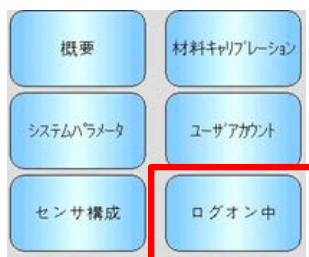 概要
材料キャリブレーション
システムパラメータ
ユーザアカウント
センサ構成
ログオン中